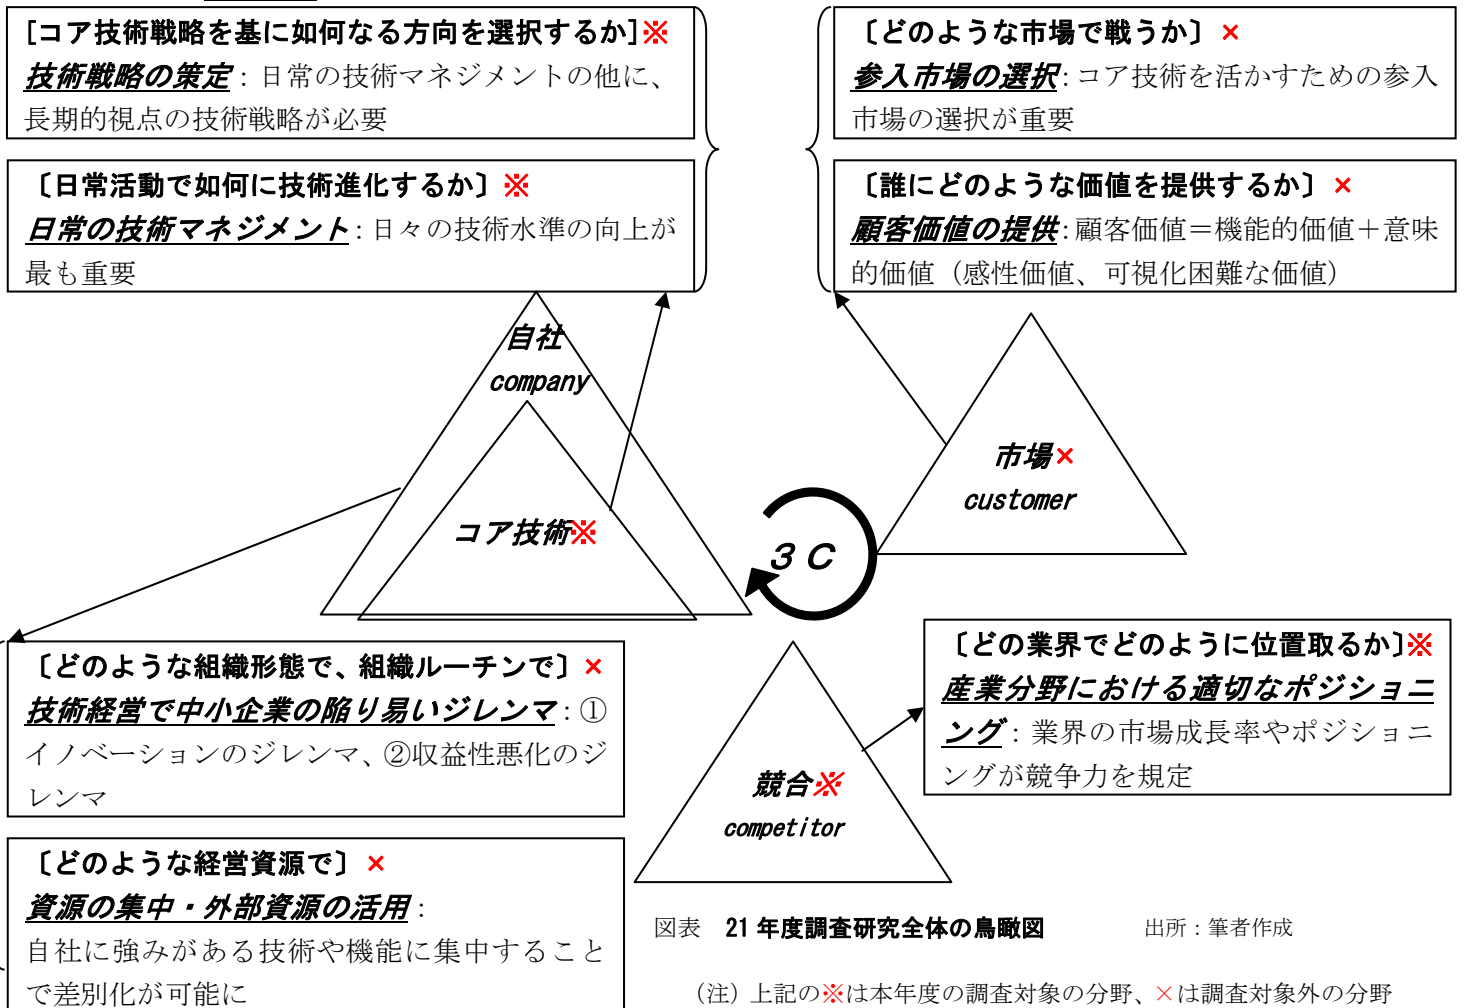 [コア技術戦略を基に如何なる方向を選択するか]※
技術戦略の策定：日常の技術マネジメントの他に、
長期的視点の技術戦略が必要
〔日常活動で如何に技術進化するか〕※
日常の技術マネジメント：日々の技術水準の向上が
最も重要
〔どのような市場で戦うか〕×
参入市場の選択：コア技術を活かすための参入
市場の選択が重要
〔誰にどのような価値を提供するか〕×
顧客価値の提供：顧客価値＝機能的価値＋意味
的価値（感性価値、可視化困難な価値）
自社
company
コア技術※
市場×
customer
３Ｃ
〔どのような組織形態で、組織ルーチンで〕×
技術経営で中小企業の陥り易いジレンマ：①
イノベーションのジレンマ、②収益性悪化のジ
レンマ
〔どの業界でどのように位置取るか〕※
産業分野における適切なポジショニ
ング：業界の市場成長率やポジショニ
ングが競争力を規定
競合※
competitor
〔どのような経営資源で〕×
資源の集中・外部資源の活用：
自社に強みがある技術や機能に集中すること
で差別化が可能に
図表　21年度調査研究全体の鳥瞰図　出所：筆者作成
（注）上記の※は本年度の調査対象の分野、×は調査対象外の分野